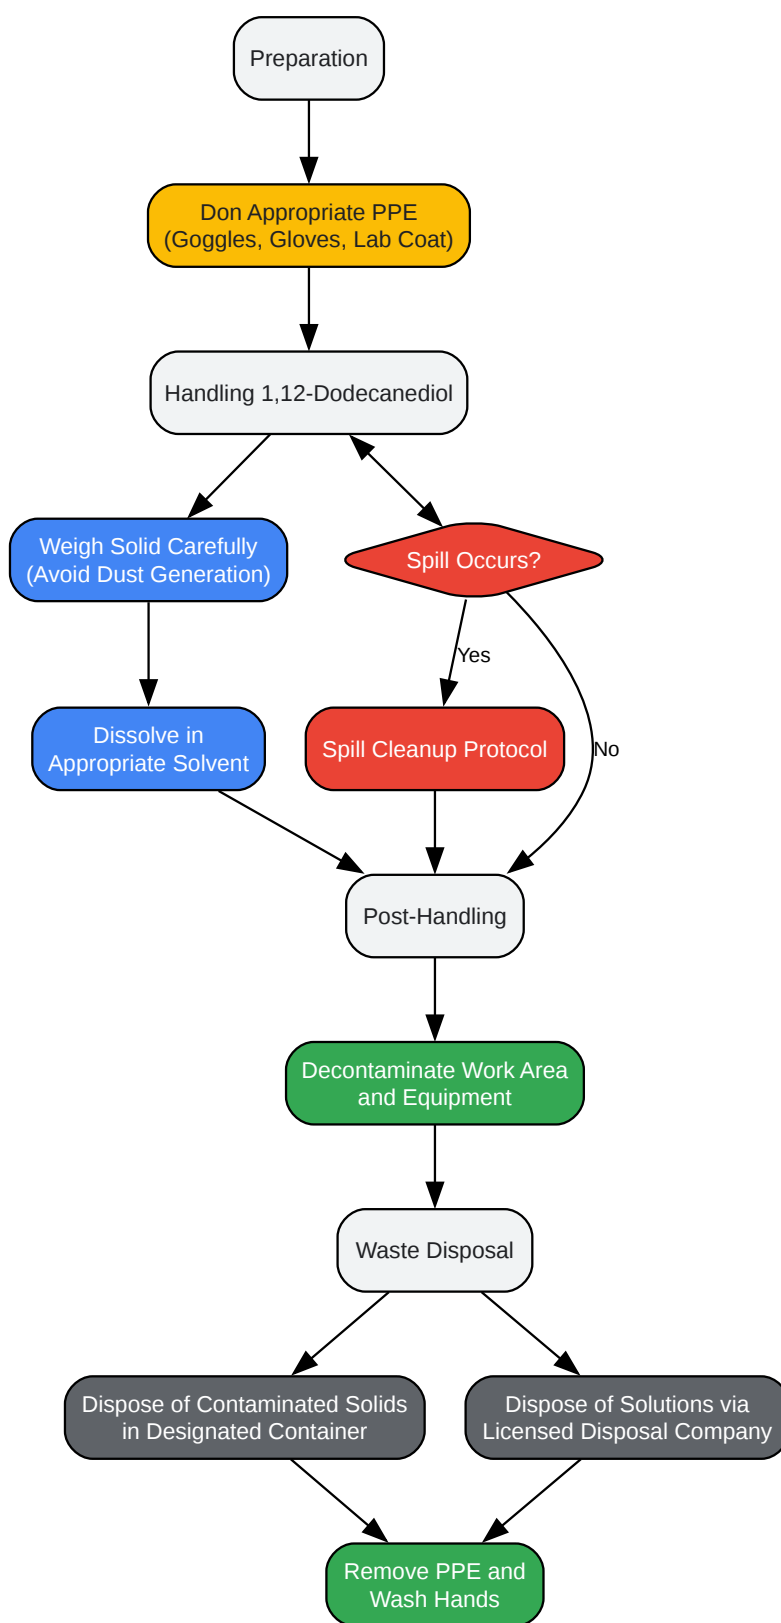 Preparation
Don Appropriate PPE
(Goggles, Gloves, Lab Coat)
Handling 1,12-Dodecanediol
Weigh Solid Carefully
(Avoid Dust Generation)
Spill Occurs?
Yes
Dissolve in
Appropriate Solvent
Spill Cleanup Protocol
No
Post-Handling
Decontaminate Work Area
and Equipment
Waste Disposal
Dispose of Contaminated Solids
in Designated Container
Dispose of Solutions via
Licensed Disposal Company
Remove PPE and
Wash Hands